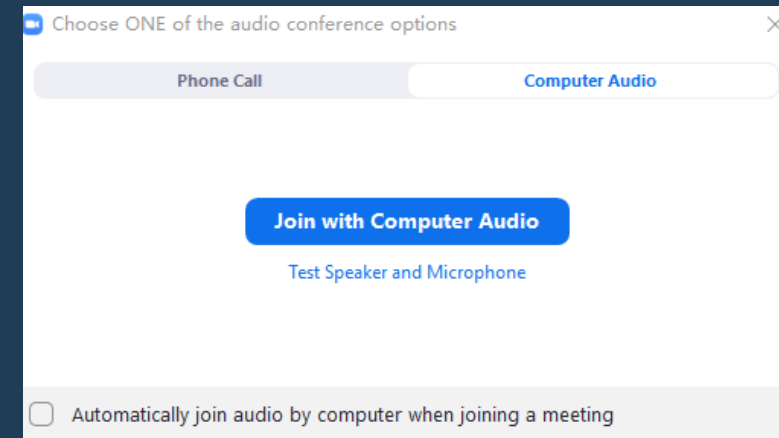 Choose ONE of the audio conference options
Phone Call
Computer Audio
Join with Computer Audio
Test Speaker and Microphone
Automatically join audio by computer when joining a meeting